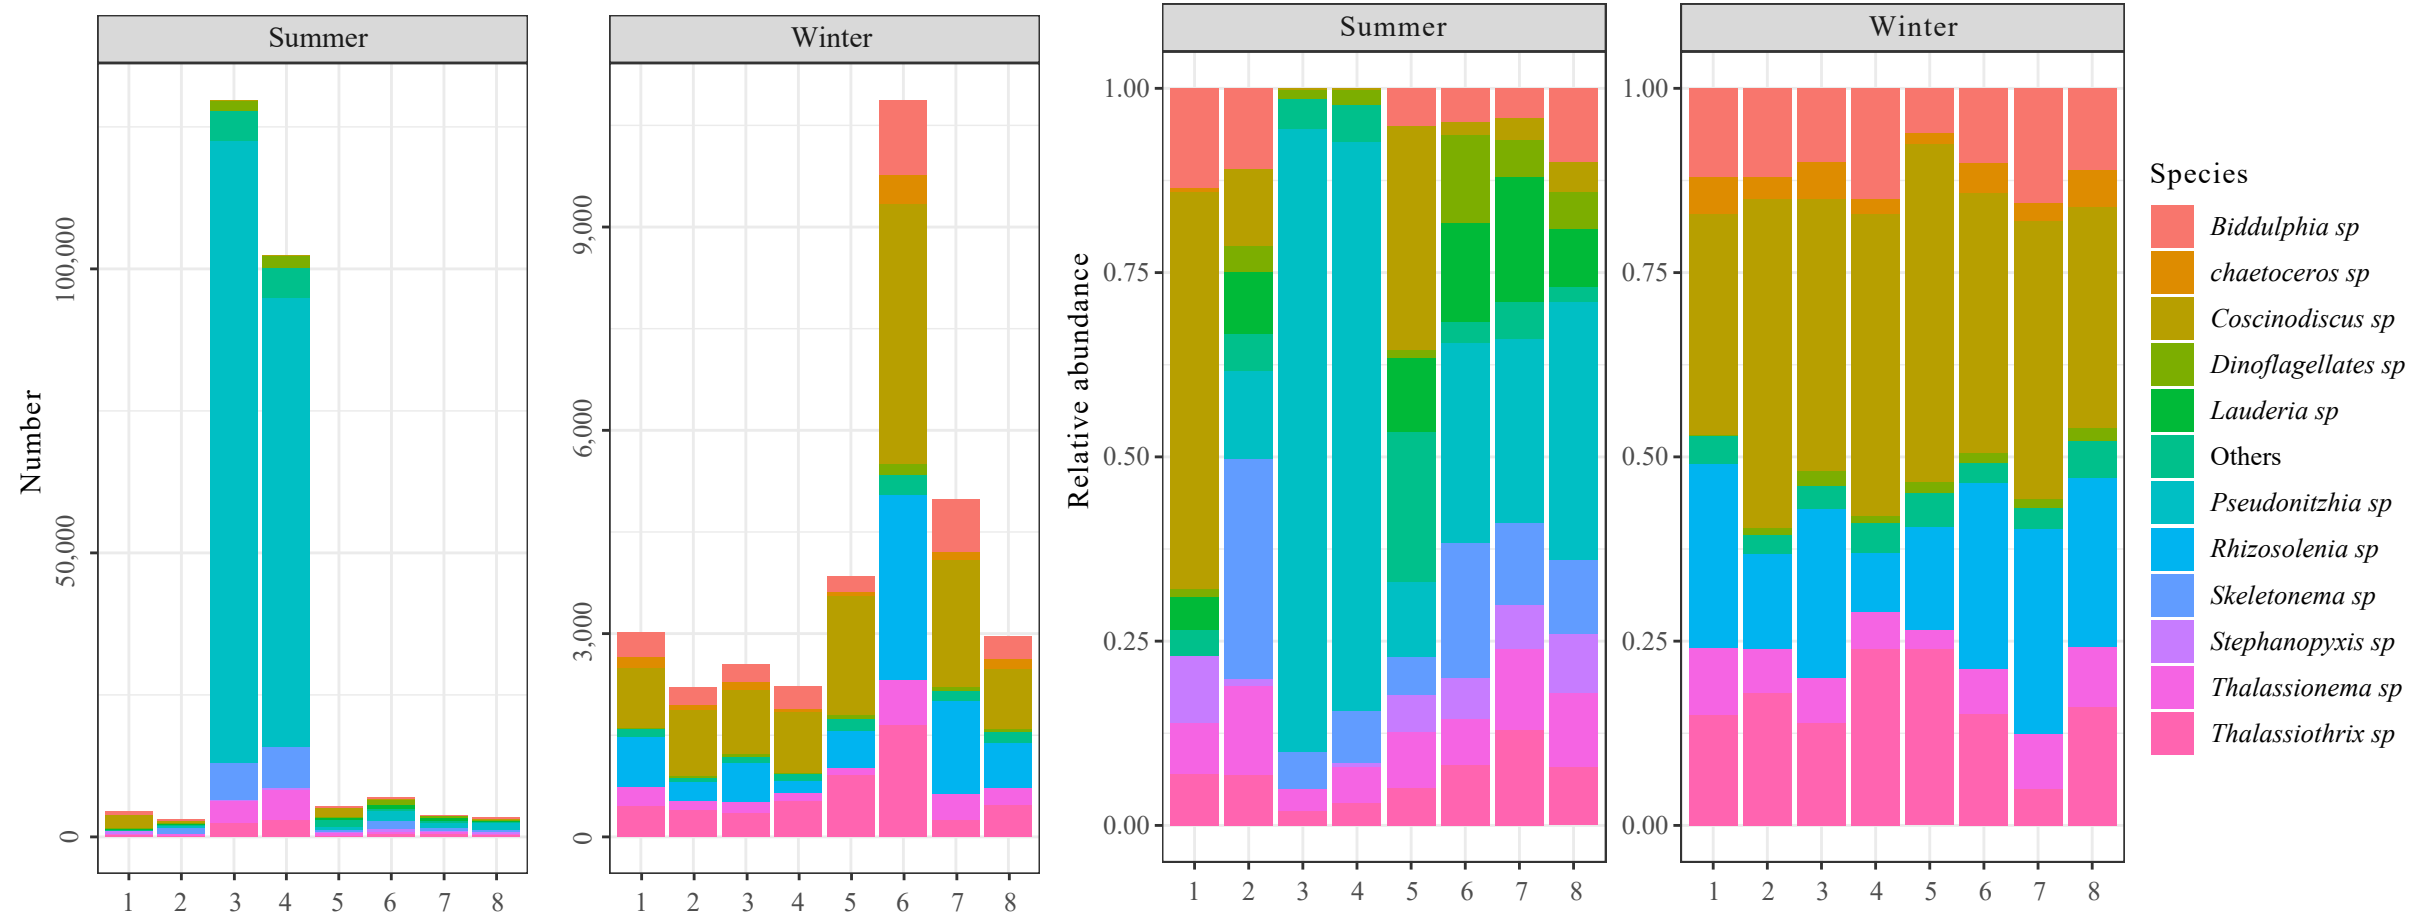 Summer
Winter
Number
0
50,000
100,000
1 2 3 4 5 6 7 8
0
3,000
6,000
9,000
1 2 3 4 5 6 7 8
Summer
Winter
Relative abundance
1.00
0.75
0.50
0.25
0.00
1 2 3 4 5 6 7 8
1.00
0.75
0.50
0.25
0.00
1 2 3 4 5 6 7 8
Species
Biddulphia sp
chaetoceros sp
Coscinodiscus sp
Dinoflagellates sp
Lauderia sp
Others
Pseudonitzhia sp
Rhizosolenia sp
Skeletonema sp
Stephanopyxis sp
Thalassionema sp
Thalassiothrix sp